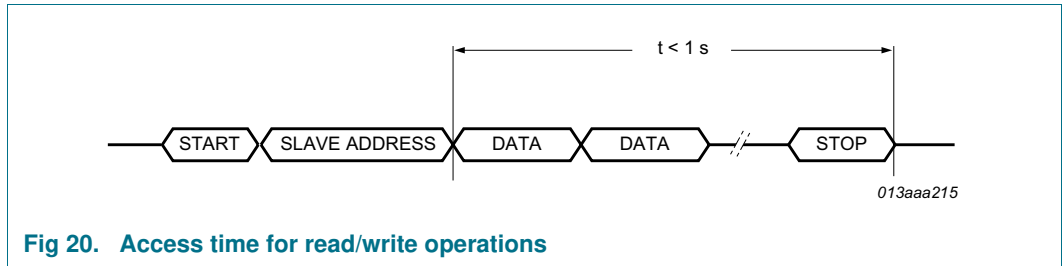 t < 1 s
START SLAVE ADDRESS DATA DATA STOP
013aaa215
Fig 20. Access time for read/write operations